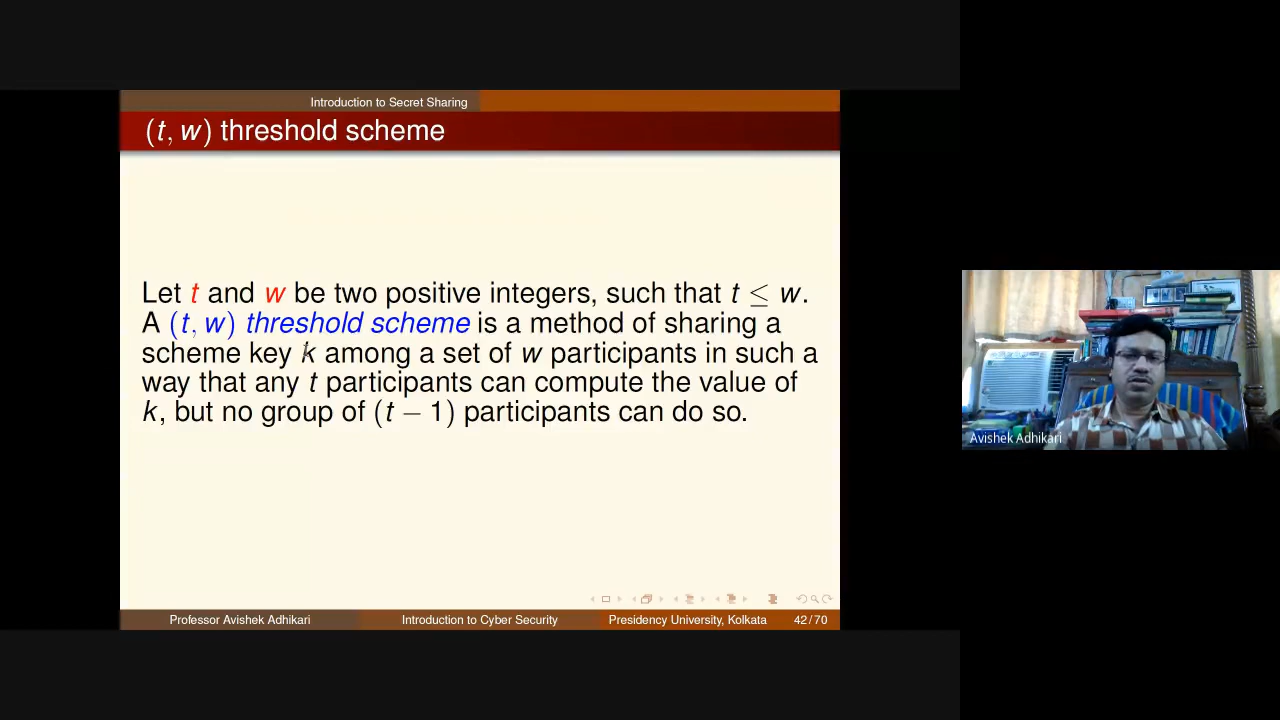 Introduction to Secret Sharing
(t, w) threshold scheme
Let t and w be two positive integers, such that t ≤ w.
A (t, w) threshold scheme is a method of sharing a
scheme key k among a set of w participants in such a
way that any t participants can compute the value of
k, but no group of (t − 1) participants can do so.
Avishek Adhikari
Professor Avishek Adhikari Introduction to Cyber Security Presidency University, Kolkata 42 / 70